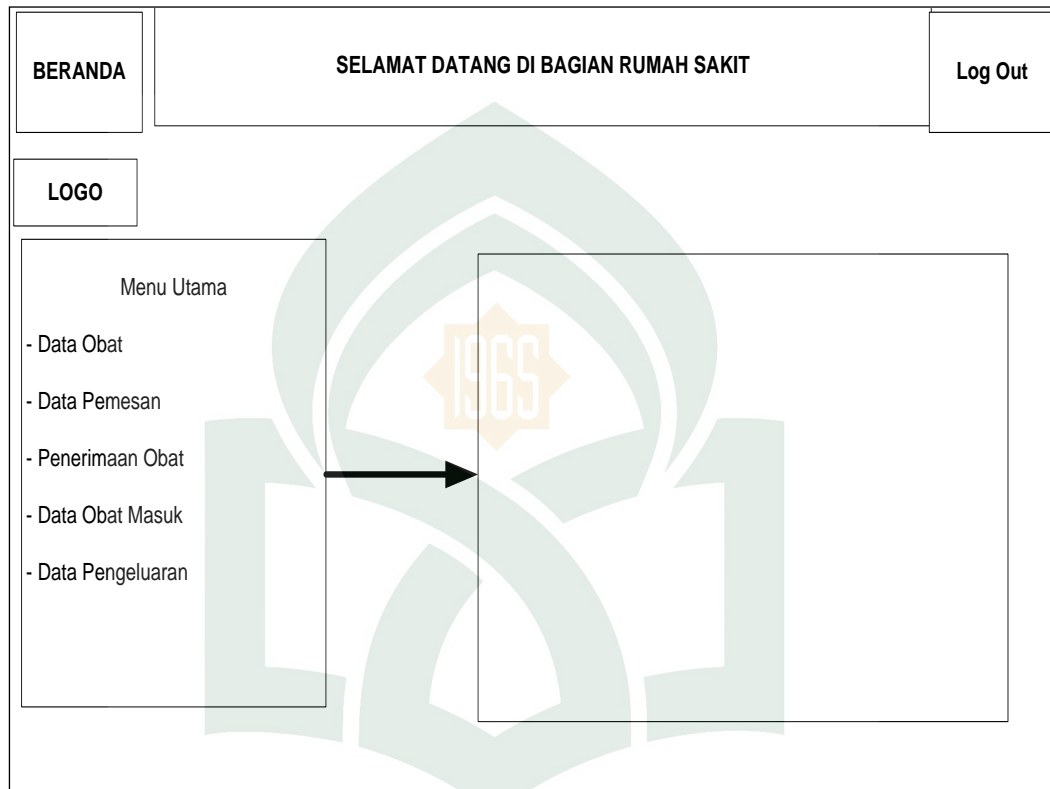 BERANDA
SELAMAT DATANG DI BAGIAN RUMAH SAKIT
Log Out
LOGO
Menu Utama
- Data Obat
- Data Pemesan
- Penerimaan Obat
- Data Obat Masuk
- Data Pengeluaran
1965